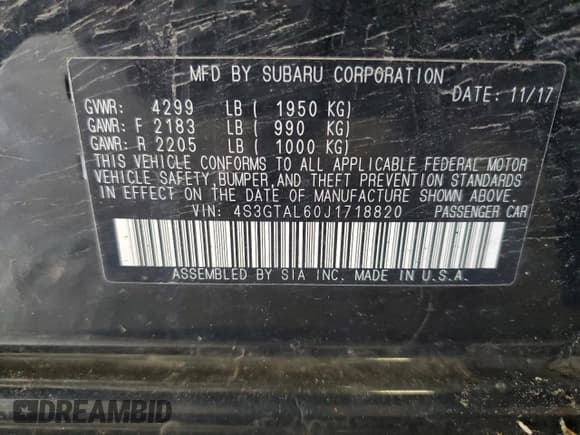 MFD BY SUBARU CORPORATION
DATE: 11/17
GVWR: 4299 LB ( 1950 KG)
GAWR: F 2183 LB ( 990 KG)
GAWR: R 2205 LB ( 1000 KG)
THIS VEHICLE CONFORMS TO ALL APPLICABLE FEDERAL MOTOR
VEHICLE SAFETY, BUMPER, AND THEFT PREVENTION STANDARDS
IN EFFECT ON THE DATE OF MANUFACTURE SHOWN ABOVE.
VIN: 4S3GTAL60J1718820 PASSENGER CAR
ASSEMBLED BY SIA INC. MADE IN U.S.A.
DREAMBID